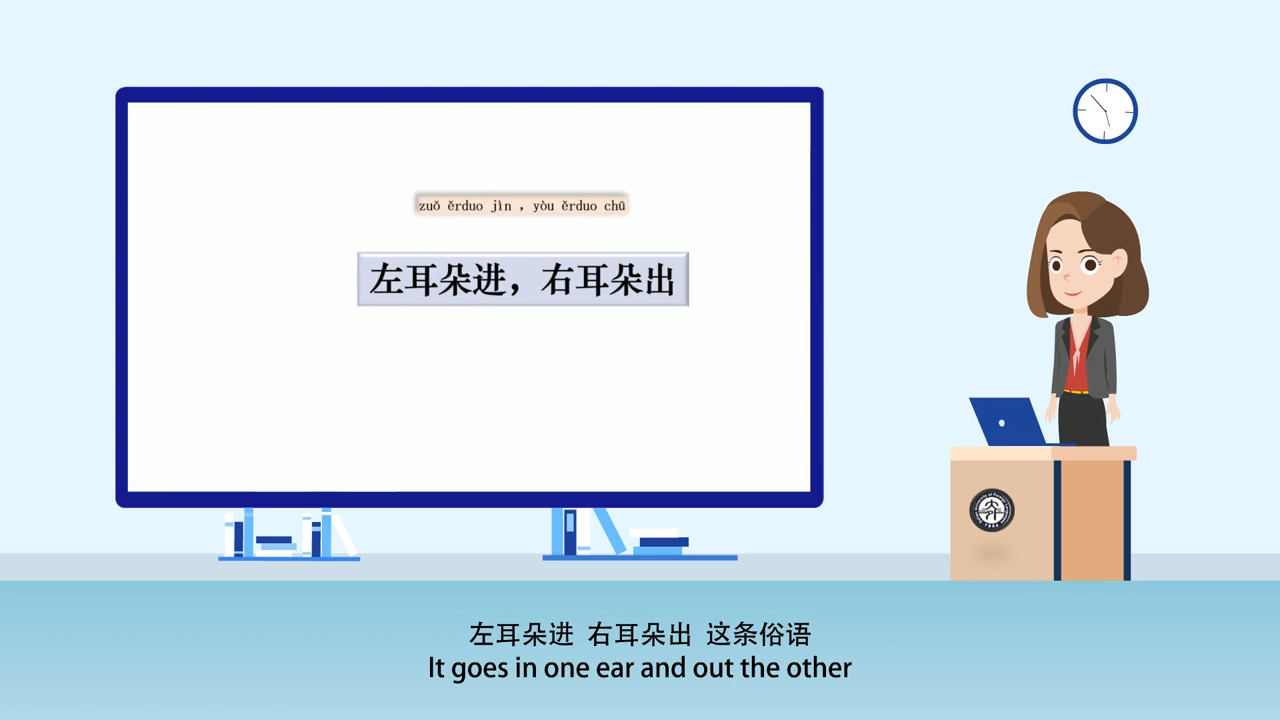 zuǒ ěrduo jìn ，yòu ěrduo chū
左耳朵进，右耳朵出
左耳朵进 右耳朵出 这条俗语
It goes in one ear and out the other